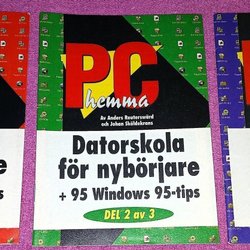 PC
hemma
Av Anders Reuterswärd
och Johan Sköldekrans
Datorskola
för nybörjare
+ 95 Windows 95-tips
DEL 2 av 3